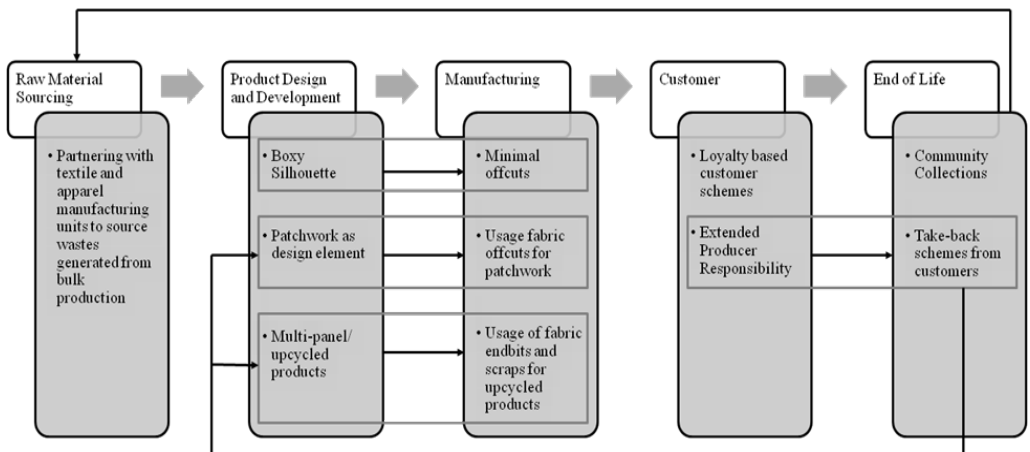 Raw Material
Sourcing
Product Design
and Development
Manufacturing
Customer
End of Life
• Partnering with
textile and
apparel
manufacturing
units to source
wastes
generated from
bulk
production
• Boxy
Silhouette
• Patchwork as
design element
• Multi-panel/
upcycled
products
• Minimal
offcuts
• Usage fabric
offcuts for
patchwork
• Usage of fabric
endbits and
scraps for
upcycled
products
• Loyalty based
customer
schemes
• Extended
Producer
Responsibility
• Community
Collections
• Take-back
schemes from
customers